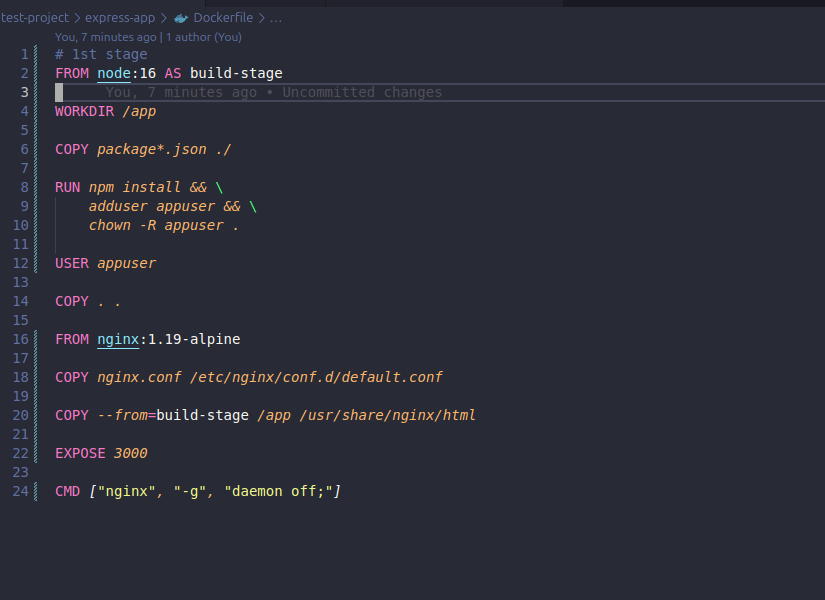 test-project > express-app > Dockerfile > ...
You, 7 minutes ago | 1 author (You)
1 # 1st stage
2 FROM node:16 AS build-stage
3 You, 7 minutes ago • Uncommitted changes
4 WORKDIR /app
5
6 COPY package*.json ./
7
8 RUN npm install && \
9 adduser appuser && \
10 chown -R appuser .
11
12 USER appuser
13
14 COPY . .
15
16 FROM nginx:1.19-alpine
17
18 COPY nginx.conf /etc/nginx/conf.d/default.conf
19
20 COPY --from=build-stage /app /usr/share/nginx/html
21
22 EXPOSE 3000
23
24 CMD ["nginx", "-g", "daemon off;"]